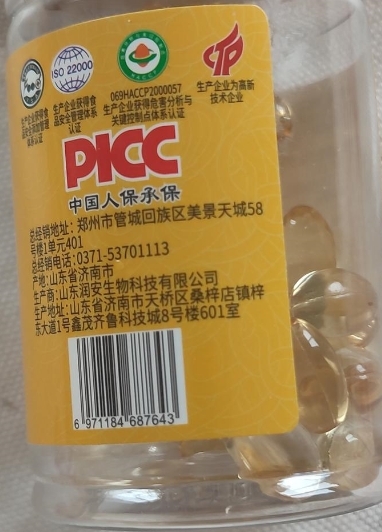 ISO 22000
生产企业获得食
品安全管理体系
认证
069HACCP2000057
生产企业获得危害分析与
关键控制点体系认证
生产企业为高新
技术企业
PICC
中国人保承保
总经销地址: 郑州市管城回族区美景天城58
号楼1单元401
总经销电话:0371-53701113
产地:山东省济南市
生产商:山东润安生物科技有限公司
地址:山东省济南市天桥区桑梓店镇梓
东大道1号鑫茂齐鲁科技城8号楼601室
6 971184 687643